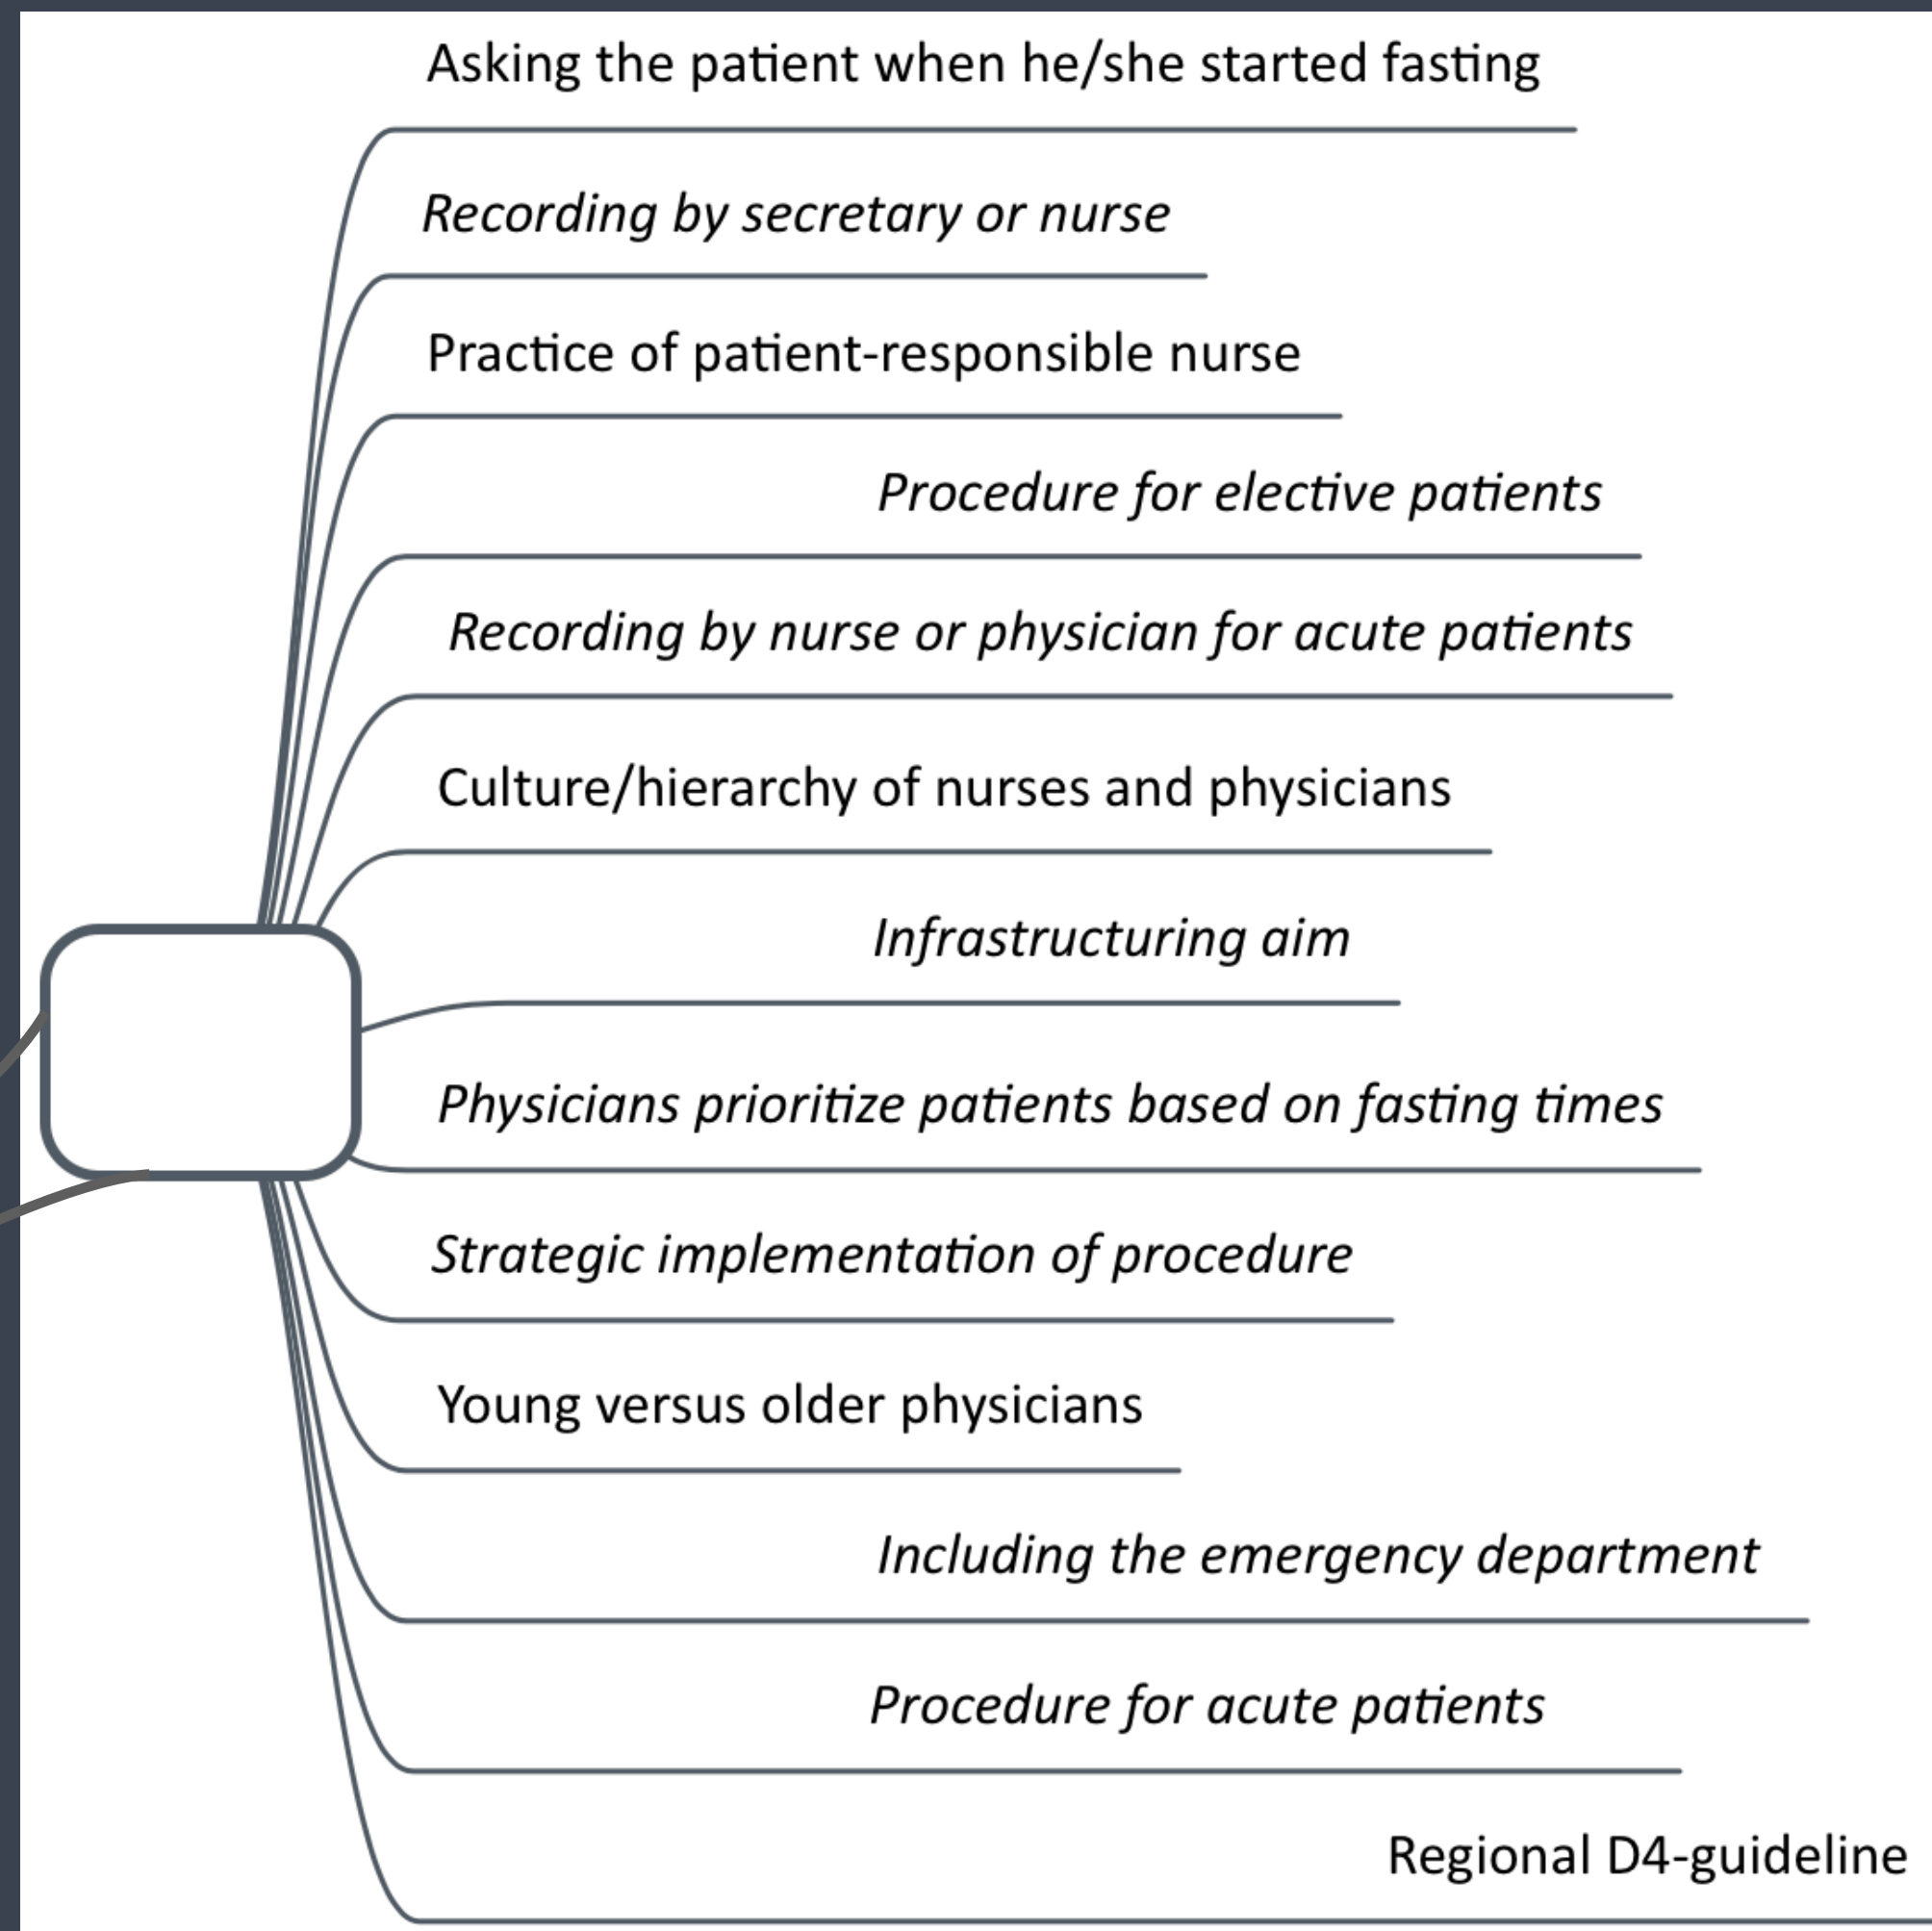 Asking the patient when he/she started fasting
Recording by secretary or nurse
Practice of patient-responsible nurse
Procedure for elective patients
Recording by nurse or physician for acute patients
Culture/hierarchy of nurses and physicians
Infrastructuring aim
Physicians prioritize patients based on fasting times
Strategic implementation of procedure
Young versus older physicians
Including the emergency department
Procedure for acute patients
Regional D4-guideline